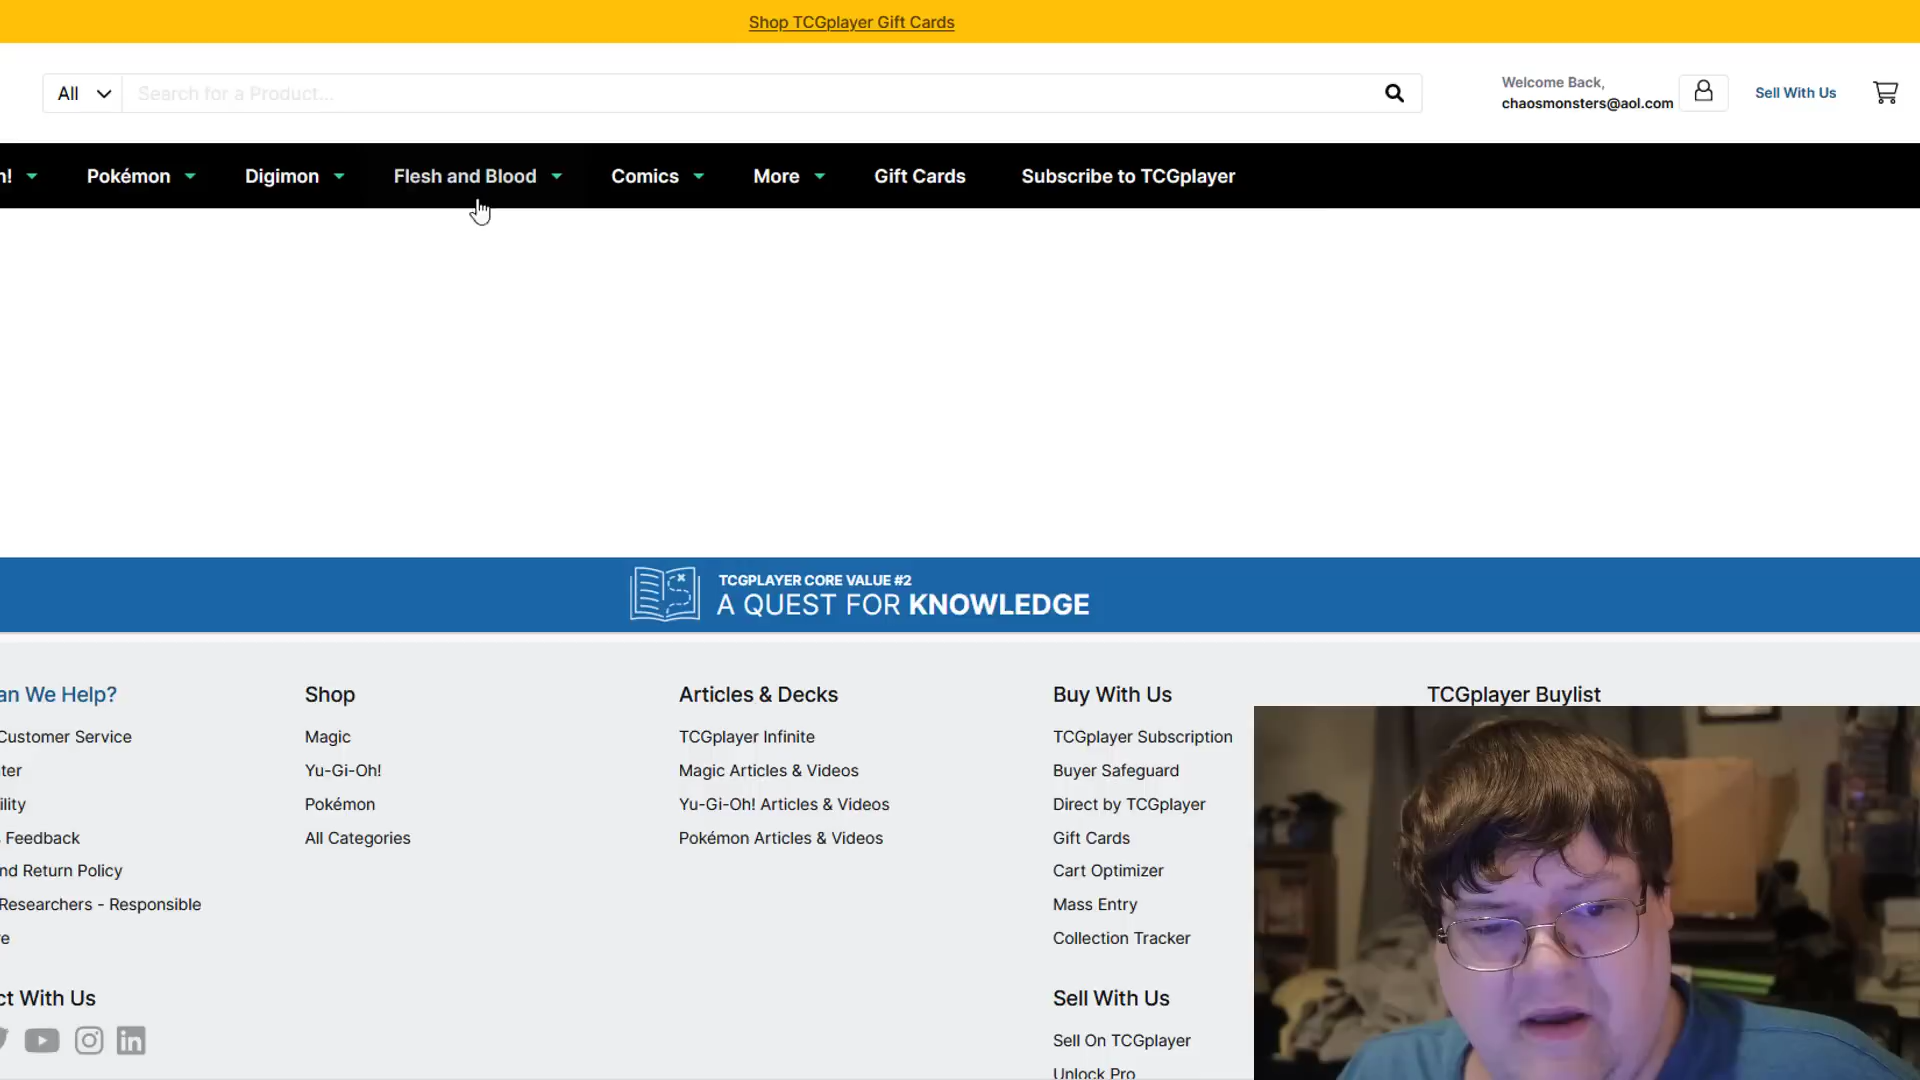 Shop TCGplayer Gift Cards
All
Search for a Product...
Welcome Back,
chaosmonsters@aol.com
Sell With Us
h!
Pokémon
Digimon
Flesh and Blood
Comics
More
Gift Cards
Subscribe to TCGplayer
TCGPLAYER CORE VALUE #2
A QUEST FOR KNOWLEDGE
an We Help?
Customer Service
ter
ility
Feedback
nd Return Policy
Researchers - Responsible
e
ct With Us
Shop
Magic
Yu-Gi-Oh!
Pokémon
All Categories
Articles & Decks
TCGplayer Infinite
Magic Articles & Videos
Yu-Gi-Oh! Articles & Videos
Pokémon Articles & Videos
Buy With Us
TCGplayer Subscription
Buyer Safeguard
Direct by TCGplayer
Gift Cards
Cart Optimizer
Mass Entry
Collection Tracker
Sell With Us
Sell On TCGplayer
Unlock Pro
TCGplayer Buylist